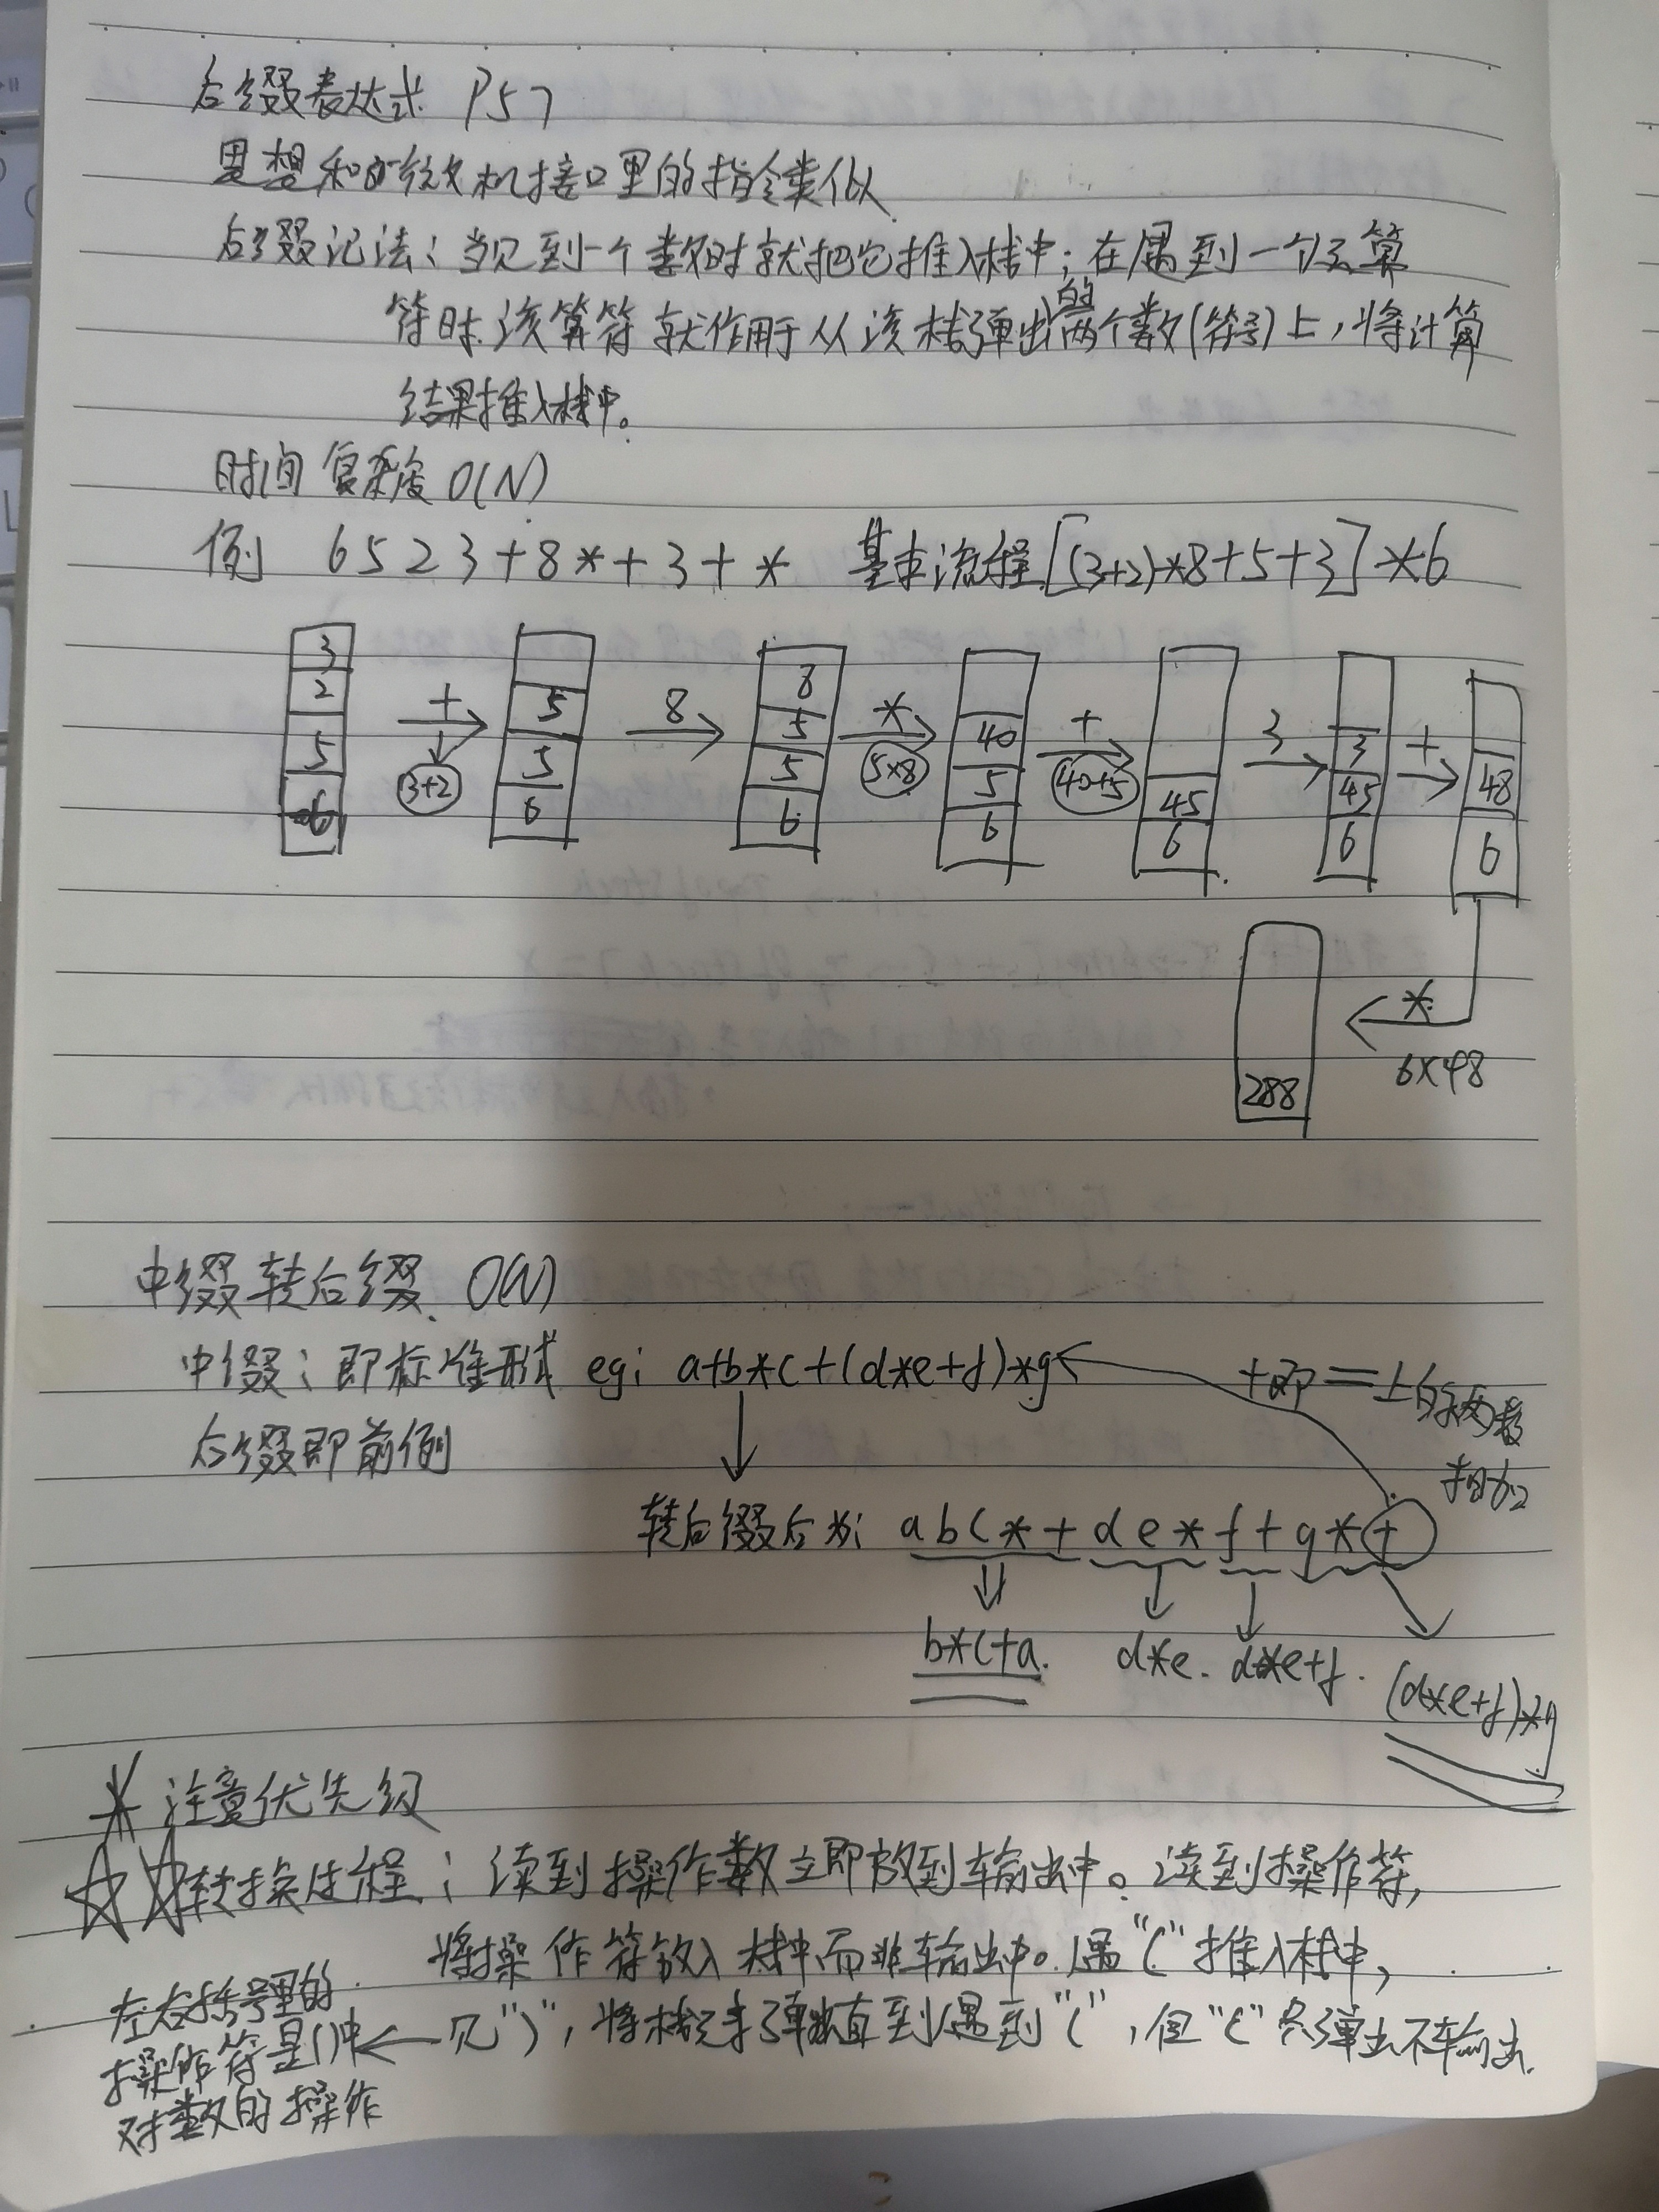 后缀表达式 P57
思想和微机接口里的指令类似
后缀记法：当见到一个数时就把它推入栈中；在遇到一个运算
符时该算符就作用于从该栈弹出的两个数(符号)上，将计算
结果推入栈中。
时间复杂度 O(N)
例 6 5 2 3 + 8 * + 3 + * 基本流程[(3+2)*8+5+3]*6
3 2 5 6
+ 3+2
5 5 6
8
8 5 5 6
* 5×8
40 5 6
+ 40+5
45 6
3
3 45 6
+
48 6
*
6×48
288
中缀转后缀 O(N)
中缀：即标准形式 eg: a+b*c+(d*e+f)*g
+即 = 上的两数
相加
后缀即前例
转后缀后为: a b c * + d e * f + g * +
b*c+a. d*e. d*e+f. (d*e+f)*g
* 注意优先级
☆☆转换过程：读到操作数立即放到输出中。读到操作符，
将操作符放入栈中而非输出中。遇"("推入栈中，
见")"，将栈元素弹出直到遇到"("，但"("只弹出不输出.
左右括号里的
操作符是()中
对数的操作